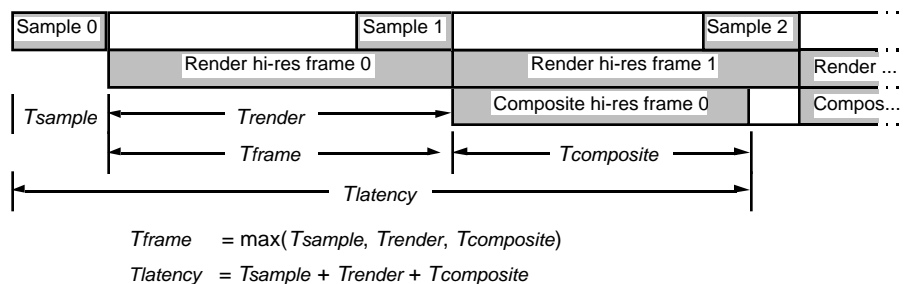 Sample 0 Sample 1 Sample 2
Render hi-res frame 0 Render hi-res frame 1 Render ...
Composite hi-res frame 0 Compos...
Tsample Trender
Tframe Tcomposite
Tlatency
Tframe = max(Tsample, Trender, Tcomposite)
Tlatency = Tsample + Trender + Tcomposite